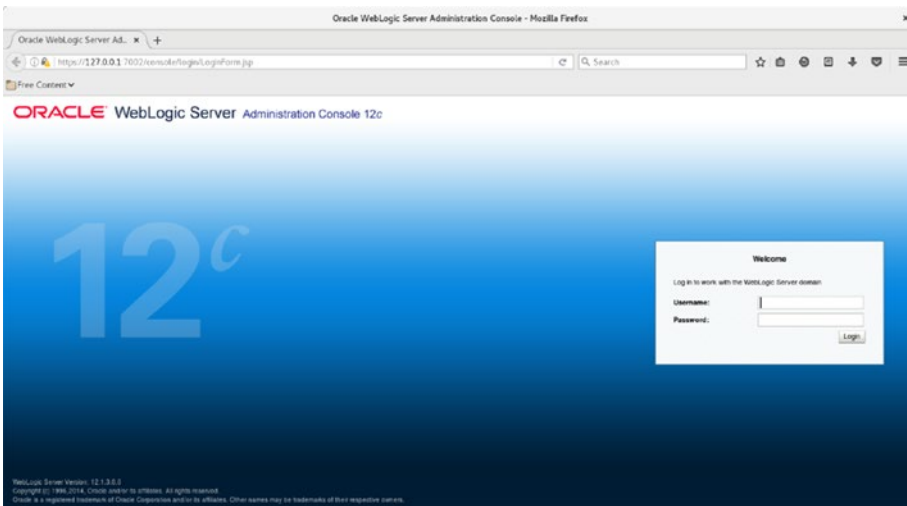 Oracle WebLogic Server Administration Console - Mozilla Firefox
Oracle WebLogic Server Ad..
https://127.0.0.1:7002/console/login/LoginForm.jsp
Search
Free Content
ORACLE WebLogic Server Administration Console 12c
12c
Welcome
Log in to work with the WebLogic Server domain
Username:
Password:
Login
WebLogic Server Version: 12.1.3.0.0
Copyright (c) 1996,2014, Oracle and/or its affiliates. All rights reserved.
Oracle is a registered trademark of Oracle Corporation and/or its affiliates. Other names may be trademarks of their respective owners.